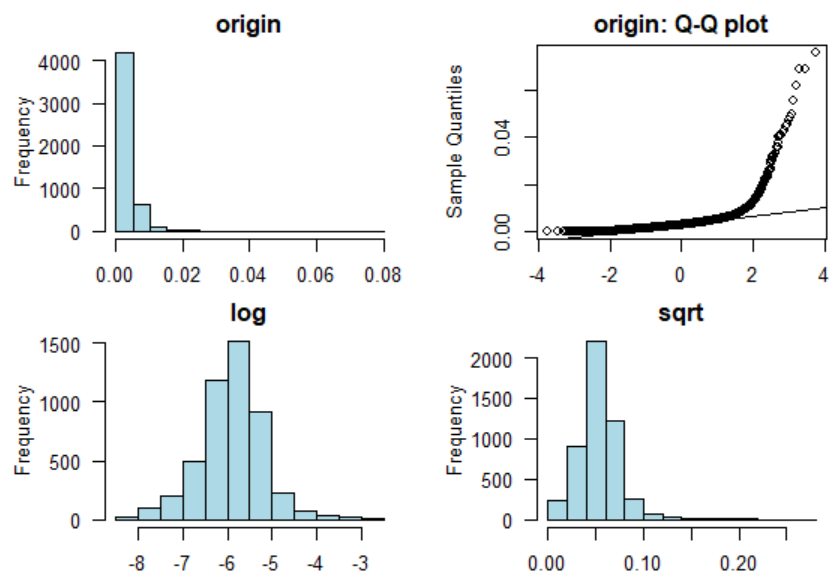 origin
Frequency
4000
3000
2000
1000
0
0.00 0.02 0.04 0.06 0.08
origin: Q-Q plot
Sample Quantiles
0.04
0.00
-4 -2 0 2 4
log
Frequency
1500
1000
500
0
-8 -7 -6 -5 -4 -3
sqrt
Frequency
2000
1500
1000
500
0
0.00 0.10 0.20